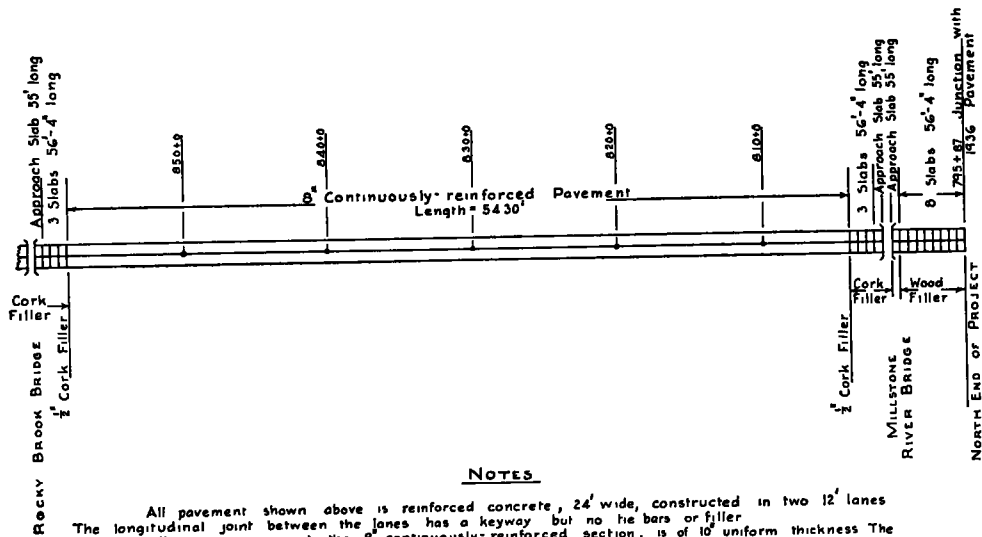 Approach Slab 55' long
3 Slabs 56'-4" long
850+0
840+0
830+0
820+0
810+0
3 Slabs 56'-4" long
Approach Slab 55' long
Approach Slab 55' long
8 Slabs 56'-4" long
795+87 Junction with
1936 Pavement
8" Continuously-reinforced Pavement
Length = 5430'
Cork
Filler
ROCKY BROOK BRIDGE
1/2" Cork Filler
1/2" Cork Filler
Cork
Filler
MILLSTONE
RIVER BRIDGE
Wood
Filler
NORTH END OF PROJECT
NOTES
All pavement shown above is reinforced concrete, 24' wide, constructed in two 12' lanes
The longitudinal joint between the lanes has a keyway but no tie bars or filler
the 8" continuously-reinforced section, is of 10" uniform thickness The